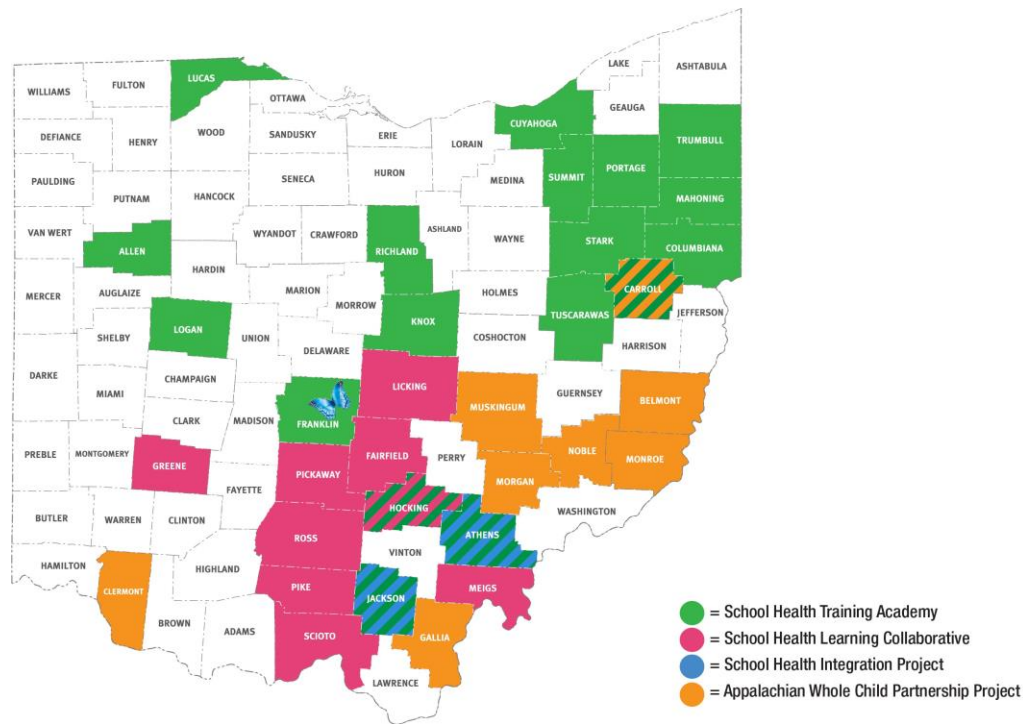 LAKE
ASHTABULA
LUCAS
FULTON
WILLIAMS
OTTAWA
GEAUGA
CUYAHOGA
TRUMBULL
DEFIANCE
HENRY
WOOD
SANDUSKY
ERIE
LORAIN
PORTAGE
SUMMIT
MEDINA
HURON
SENECA
PAULDING
PUTNAM
HANCOCK
MAHONING
VAN WERT
ALLEN
WYANDOT
CRAWFORD
RICHLAND
ASHLAND
WAYNE
STARK
COLUMBIANA
HARDIN
MERCER
AUGLAIZE
MARION
MORROW
HOLMES
CARROLL
JEFFERSON
TUSCARAWAS
KNOX
LOGAN
SHELBY
UNION
COSHOCTON
HARRISON
DELAWARE
DARKE
CHAMPAIGN
LICKING
GUERNSEY
MIAMI
BELMONT
MUSKINGUM
CLARK
MADISON
FRANKLIN
NOBLE
MONROE
PREBLE
MONTGOMERY
GREENE
PICKAWAY
FAIRFIELD
PERRY
MORGAN
FAYETTE
HOCKING
WASHINGTON
BUTLER
WARREN
CLINTON
ROSS
ATHENS
VINTON
HAMILTON
HIGHLAND
CLERMONT
PIKE
JACKSON
MEIGS
BROWN
ADAMS
SCIOTO
GALLIA
LAWRENCE
= School Health Training Academy
= School Health Learning Collaborative
= School Health Integration Project
= Appalachian Whole Child Partnership Project